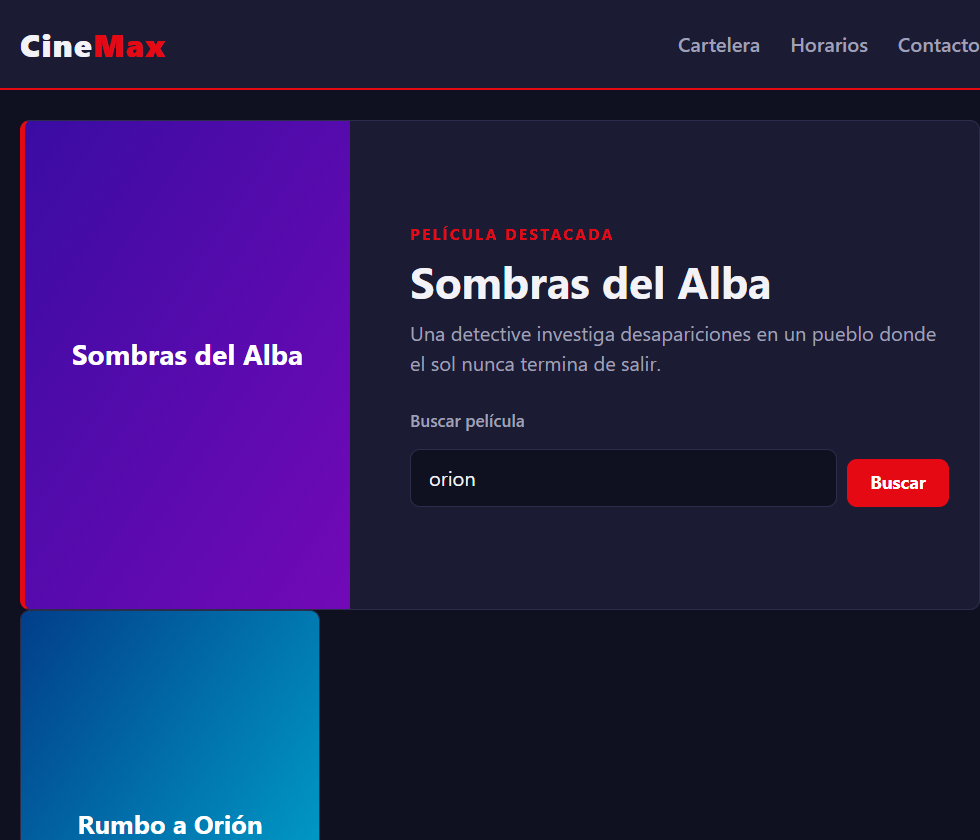 CineMax
Cartelera Horarios Contacto
Sombras del Alba
PELÍCULA DESTACADA
Sombras del Alba
Una detective investiga desapariciones en un pueblo donde
el sol nunca termina de salir.
Buscar película
orion
Buscar
Rumbo a Orión